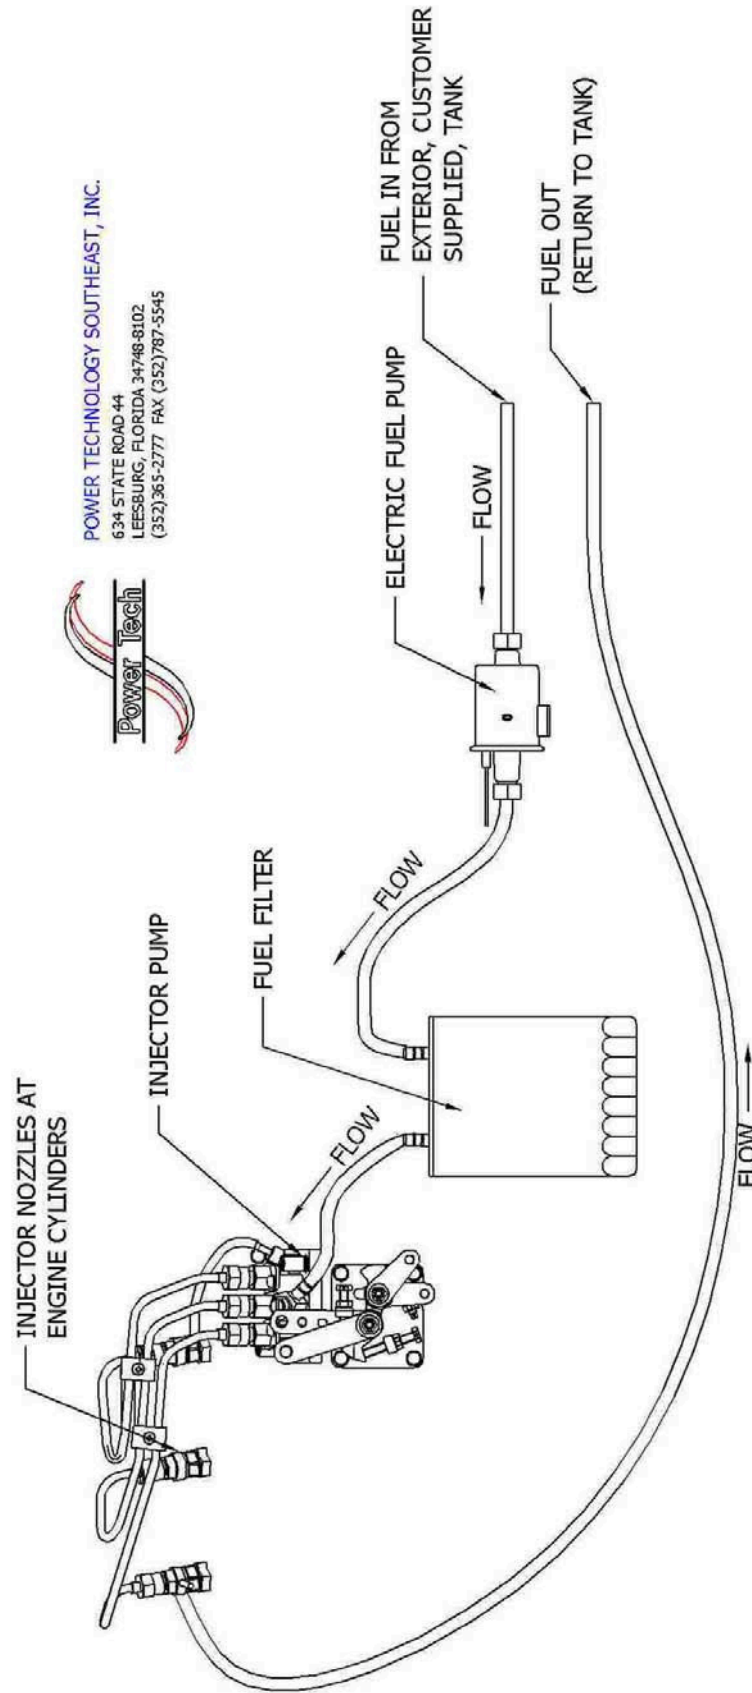 POWER TECHNOLOGY SOUTHEAST, INC.
634 STATE ROAD 44
LEESBURG, FLORIDA 34748-8102
(352)365-2777 FAX (352)787-5545
Power Tech
INJECTOR NOZZLES AT
ENGINE CYLINDERS
INJECTOR PUMP
FUEL FILTER
ELECTRIC FUEL PUMP
FUEL IN FROM
EXTERIOR, CUSTOMER
SUPPLIED, TANK
FUEL OUT
(RETURN TO TANK)
FLOW
FLOW
FLOW
FLOW